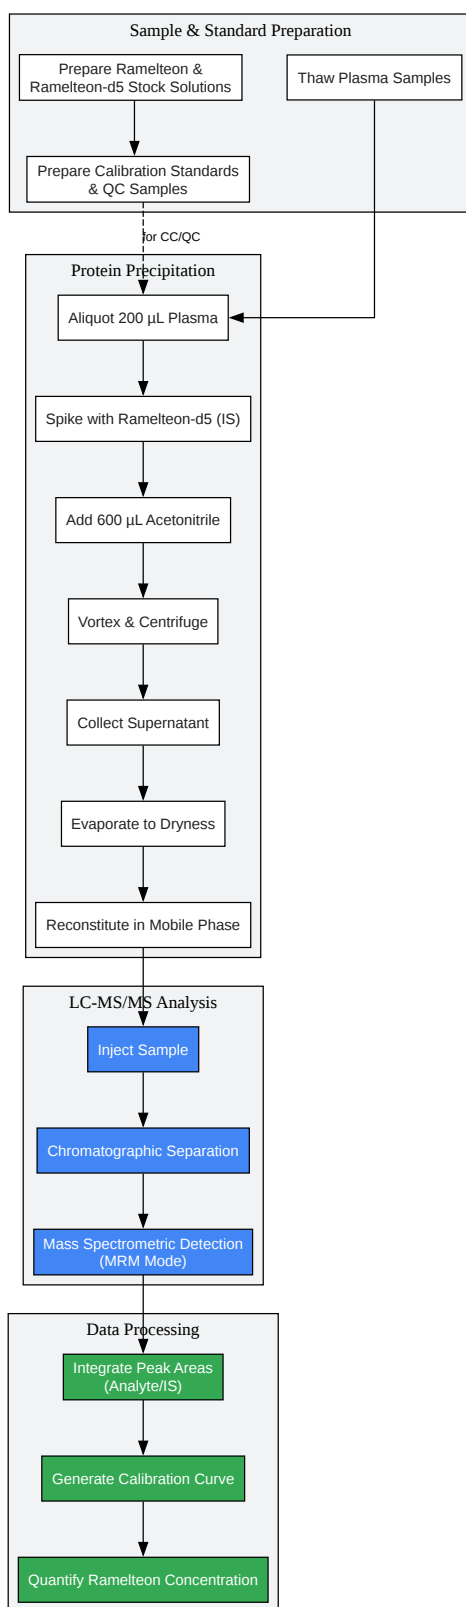 Sample & Standard Preparation
Prepare Ramelteon &
Ramelteon-d5 Stock Solutions
Thaw Plasma Samples
Prepare Calibration Standards
& QC Samples
for CC/QC
Protein Precipitation
Aliquot 200 µL Plasma
Spike with Ramelteon-d5 (IS)
Add 600 µL Acetonitrile
Vortex & Centrifuge
Collect Supernatant
Evaporate to Dryness
Reconstitute in Mobile Phase
LC-MS/MS Analysis
Inject Sample
Chromatographic Separation
Mass Spectrometric Detection
(MRM Mode)
Data Processing
Integrate Peak Areas
(Analyte/IS)
Generate Calibration Curve
Quantify Ramelteon Concentration